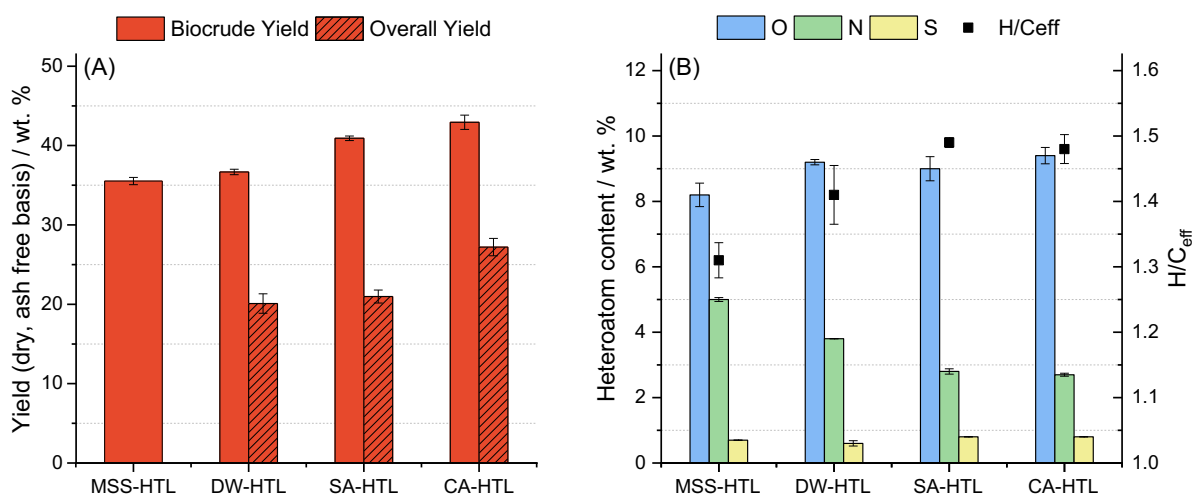 Biocrude Yield Overall Yield
(A)
Yield (dry, ash free basis) / wt. %
50
40
30
20
10
0
MSS-HTL DW-HTL SA-HTL CA-HTL
O N S H/Ceff
(B)
Heteroatom content / wt. %
12
10
8
6
4
2
0
1.6
1.5
1.4
1.3
1.2
1.1
1.0
H/C_eff
MSS-HTL DW-HTL SA-HTL CA-HTL